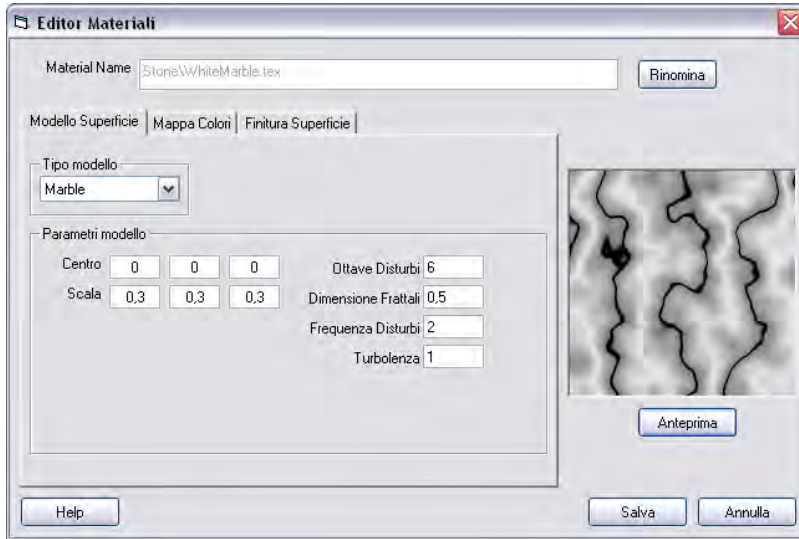 Editor Materiali
Material Name Stone\WhiteMarble.tex Rinomina
Modello Superficie Mappa Colori Finitura Superficie
Tipo modello
Marble
Parametri modello
Centro 0 0 0 Ottave Disturbi 6
Scala 0,3 0,3 0,3 Dimensione Frattali 0,5
Frequenza Disturbi 2
Turbolenza 1
Anteprima
Help Salva Annulla